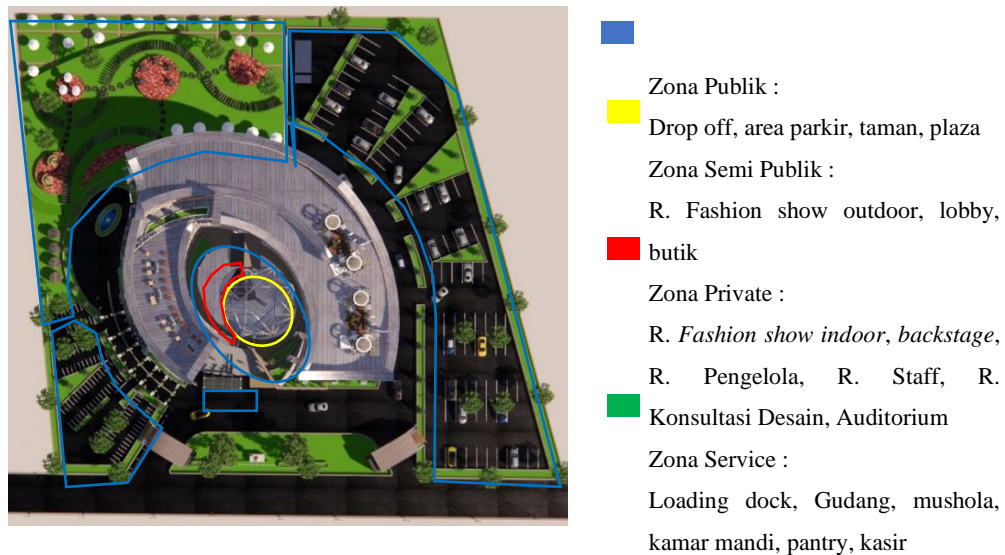 Zona Publik :
Drop off, area parkir, taman, plaza
Zona Semi Publik :
R. Fashion show outdoor, lobby,
butik
Zona Private :
R. Fashion show indoor, backstage,
R. Pengelola, R. Staff, R.
Konsultasi Desain, Auditorium
Zona Service :
Loading dock, Gudang, mushola,
kamar mandi, pantry, kasir